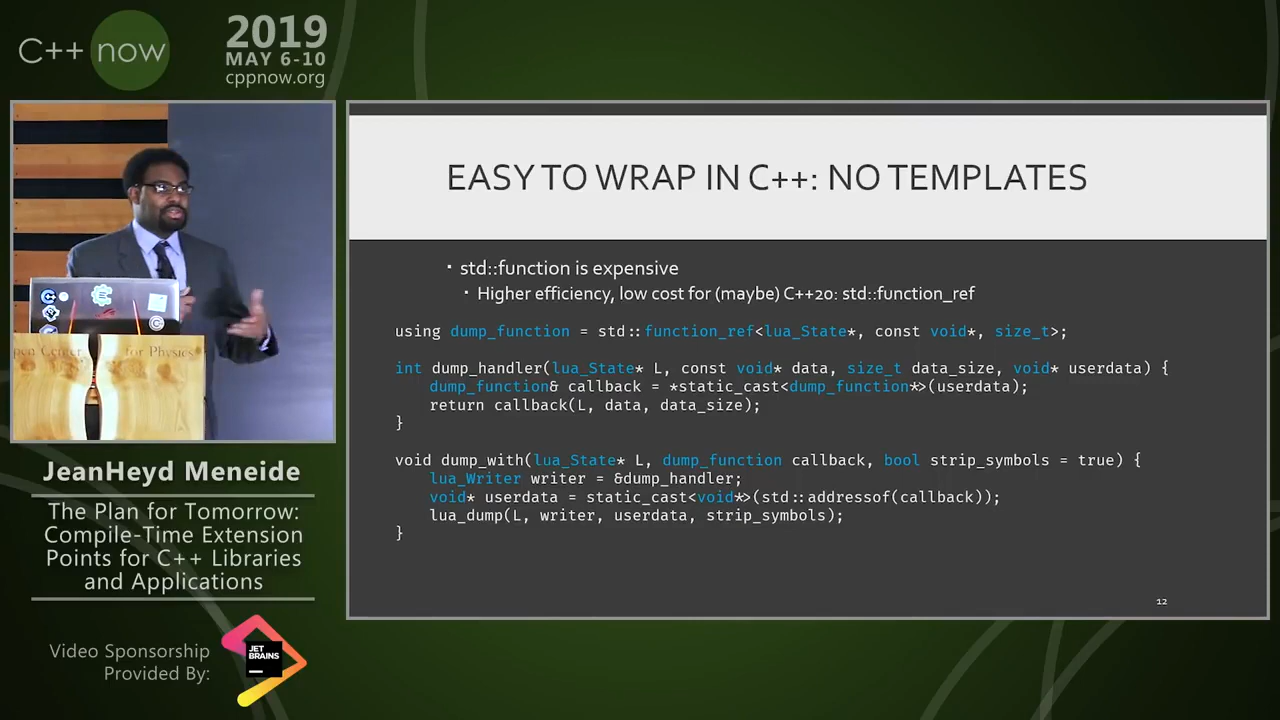 C++ now
2019
MAY 6-10
cppnow.org
pen Center for Physics
JeanHeyd Meneide
The Plan for Tomorrow:
Compile-Time Extension
Points for C++ Libraries
and Applications
Video Sponsorship
Provided By:
JET
BRAINS
EASY TO WRAP IN C++: NO TEMPLATES
▪ std::function is expensive
▪ Higher efficiency, low cost for (maybe) C++20: std::function_ref
using dump_function = std::function_ref<lua_State*, const void*, size_t>;
int dump_handler(lua_State* L, const void* data, size_t data_size, void* userdata) {
dump_function& callback = *static_cast<dump_function*>(userdata);
return callback(L, data, data_size);
}
void dump_with(lua_State* L, dump_function callback, bool strip_symbols = true) {
lua_Writer writer = &dump_handler;
void* userdata = static_cast<void*>(std::addressof(callback));
lua_dump(L, writer, userdata, strip_symbols);
}
12